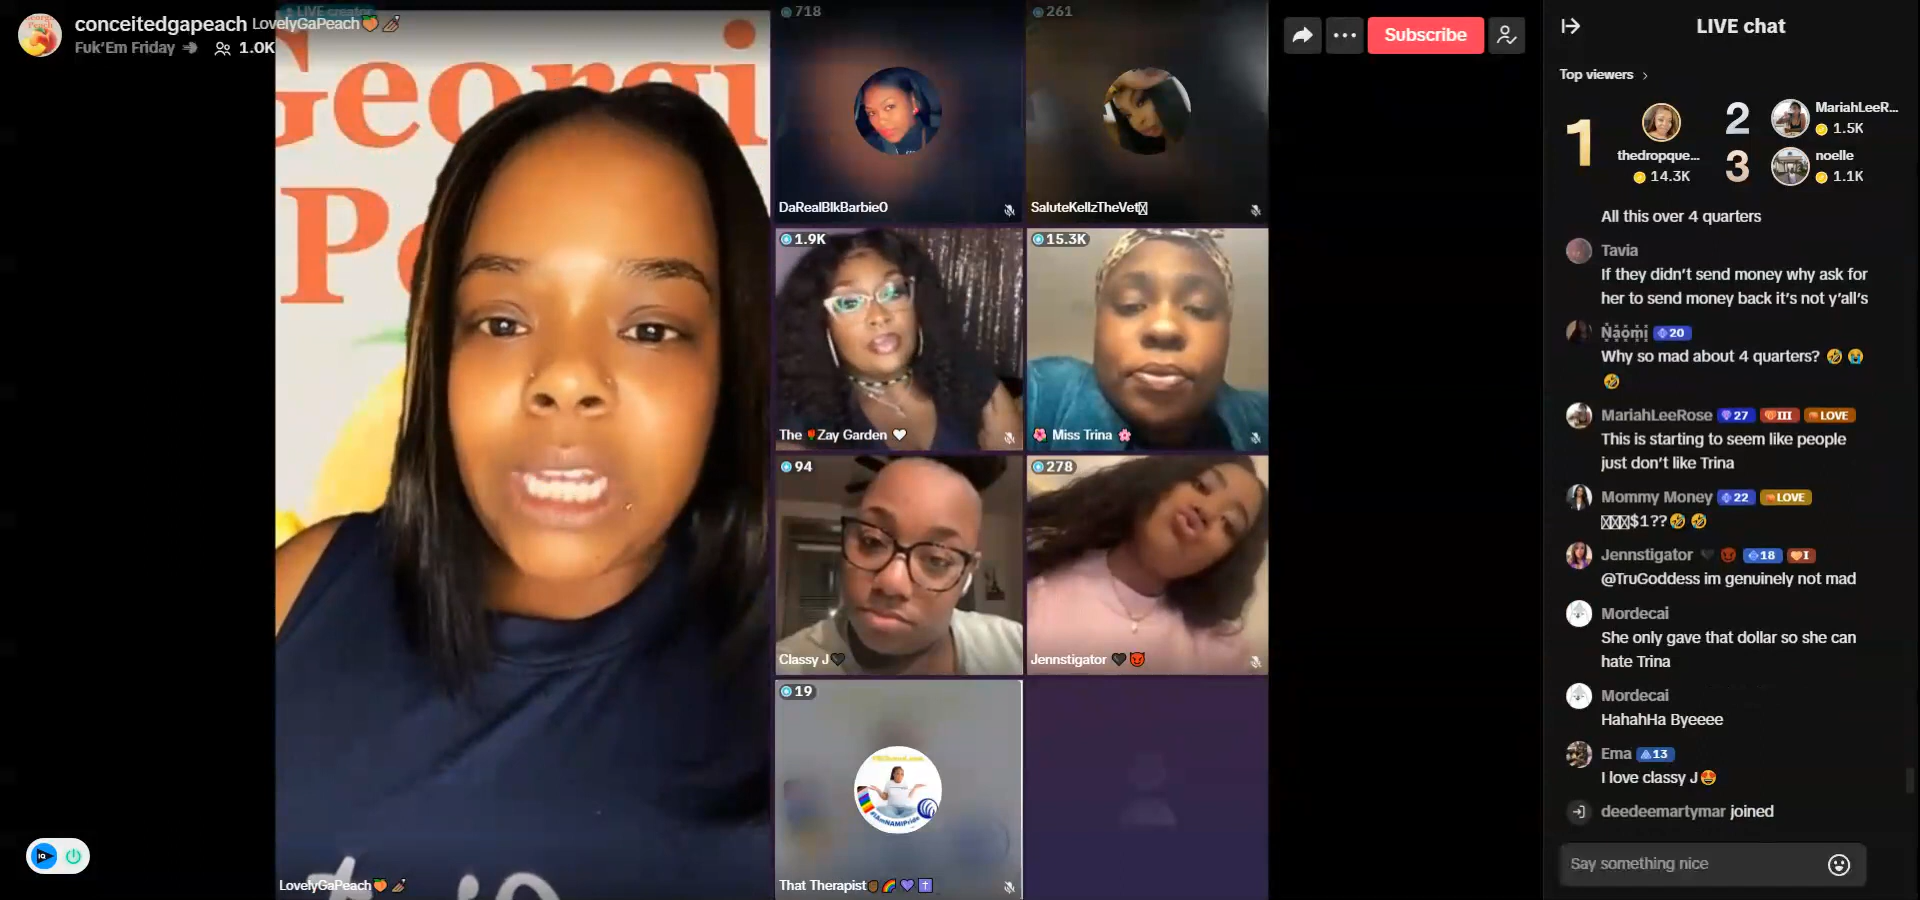 conceitedgapeach LovelyGaPeach🍑💅🏾
LIVE creator
Fuk'Em Friday
1.0K
Georgi
Pe
718
DaRealBlkBarbie0
261
SaluteKellzTheVet
1.9K
The 🌹Zay Garden 🤍
15.3K
🌺 Miss Trina 🌸
94
Classy J🖤
278
Jennstigator 🖤😈
19
#IAmNAMIPride
That Therapist 🌈💜✝️
LovelyGaPeach🍑💅🏾
Subscribe
LIVE chat
Top viewers
1
thedropque...
14.3K
2
MariahLeeR...
1.5K
3
noelle
1.1K
All this over 4 quarters
Tavia
If they didn't send money why ask for
her to send money back it's not y'all's
Naomi 20
Why so mad about 4 quarters? 🤣😭
🤣
MariahLeeRose 27 III LOVE
This is starting to seem like people
just don't like Trina
Mommy Money 22 LOVE
$1??🤣🤣
Jennstigator 🖤😈 18 I
@TruGoddess im genuinely not mad
Mordecai
She only gave that dollar so she can
hate Trina
Mordecai
HahahHa Byeeee
Ema 13
I love classy J😍
deedeemartymar joined
Say something nice